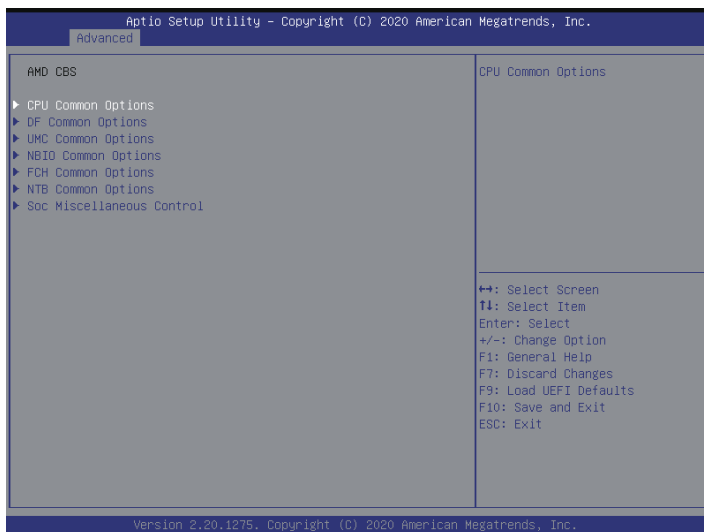 Aptio Setup Utility – Copyright (C) 2020 American Megatrends, Inc.
Advanced
AMD CBS
CPU Common Options
DF Common Options
UMC Common Options
NBIO Common Options
FCH Common Options
NTB Common Options
Soc Miscellaneous Control
CPU Common Options
↔: Select Screen
↑↓: Select Item
Enter: Select
+/-: Change Option
F1: General Help
F7: Discard Changes
F9: Load UEFI Defaults
F10: Save and Exit
ESC: Exit
Version 2.20.1275. Copyright (C) 2020 American Megatrends, Inc.